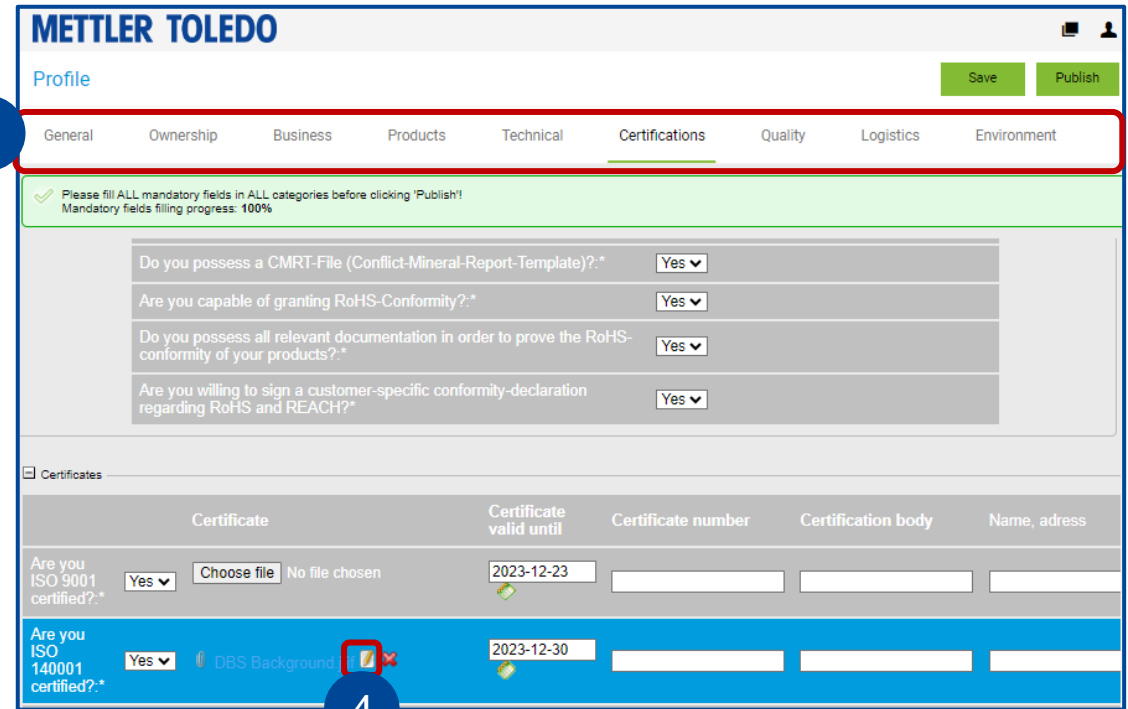 METTLER TOLEDO
Profile
Save
Publish
General Ownership Business Products Technical Certifications Quality Logistics Environment
Please fill ALL mandatory fields in ALL categories before clicking 'Publish'!
Mandatory fields filling progress: 100%
Do you possess a CMRT-File (Conflict-Mineral-Report-Template)?:* Yes
Are you capable of granting RoHS-Conformity?:* Yes
Do you possess all relevant documentation in order to prove the RoHS-
conformity of your products?:* Yes
Are you willing to sign a customer-specific conformity-declaration
regarding RoHS and REACH?* Yes
Certificates
Certificate
Certificate
valid until
Certificate number
Certification body
Name, adress
Are you
ISO 9001
certified?:*
Yes
Choose file No file chosen
2023-12-23
Are you
ISO
140001
certified?:*
Yes
DBS Background
2023-12-30
4